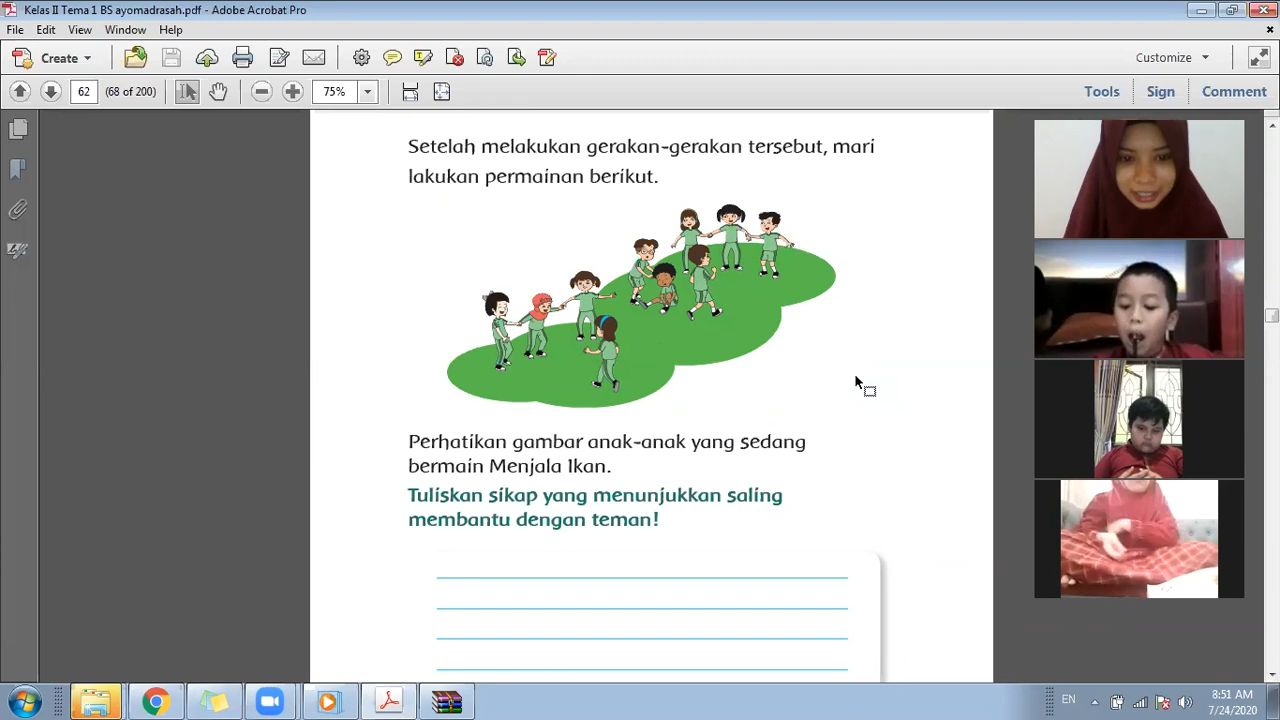 Kelas II Tema 1 BS ayomadrasah.pdf - Adobe Acrobat Pro
File Edit View Window Help
Create Customize
62 (68 of 200) 75% Tools Sign Comment
Setelah melakukan gerakan-gerakan tersebut, mari
lakukan permainan berikut.
Perhatikan gambar anak-anak yang sedang
bermain Menjala Ikan.
Tuliskan sikap yang menunjukkan saling
membantu dengan teman!
EN 8:51 AM
7/24/2020